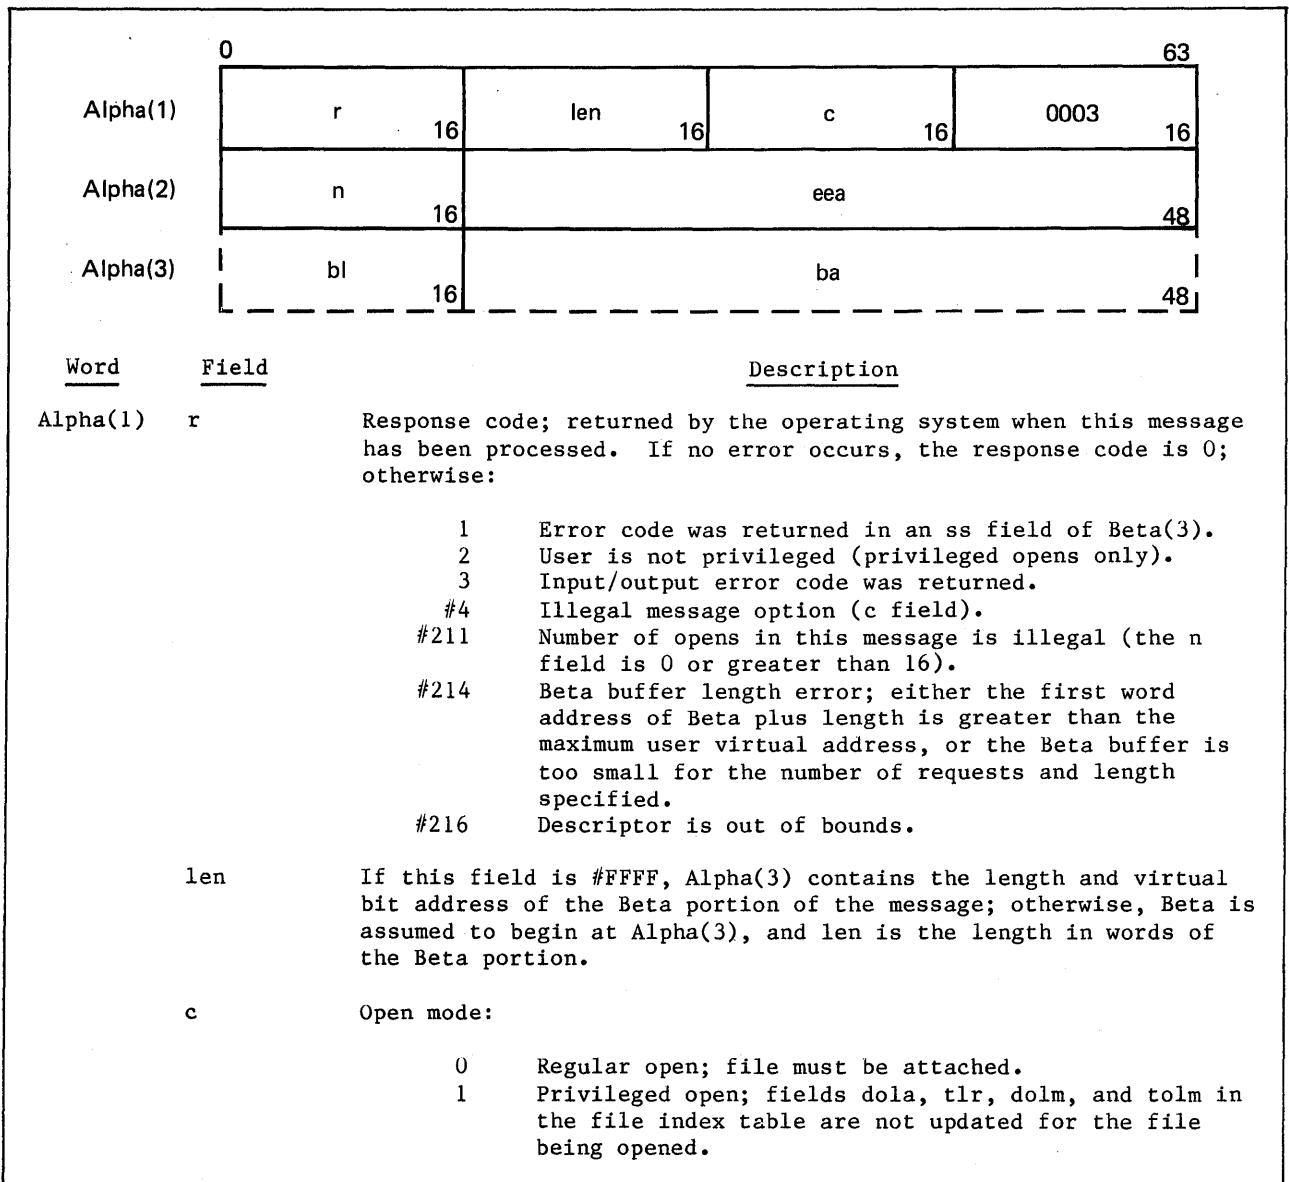 0 63
Alpha(1) r 16 len 16 c 16 0003 16
Alpha(2) n 16 eea 48
Alpha(3) bl 16 ba 48
Word Field Description
Alpha(1) r Response code; returned by the operating system when this message
has been processed. If no error occurs, the response code is 0;
otherwise:
1 Error code was returned in an ss field of Beta(3).
2 User is not privileged (privileged opens only).
3 Input/output error code was returned.
#4 Illegal message option (c field).
#211 Number of opens in this message is illegal (the n
field is 0 or greater than 16).
#214 Beta buffer length error; either the first word
address of Beta plus length is greater than the
maximum user virtual address, or the Beta buffer is
too small for the number of requests and length
specified.
#216 Descriptor is out of bounds.
len If this field is #FFFF, Alpha(3) contains the length and virtual
bit address of the Beta portion of the message; otherwise, Beta is
assumed to begin at Alpha(3), and len is the length in words of
the Beta portion.
c Open mode:
0 Regular open; file must be attached.
1 Privileged open; fields dola, tlr, dolm, and tolm in
the file index table are not updated for the file
being opened.